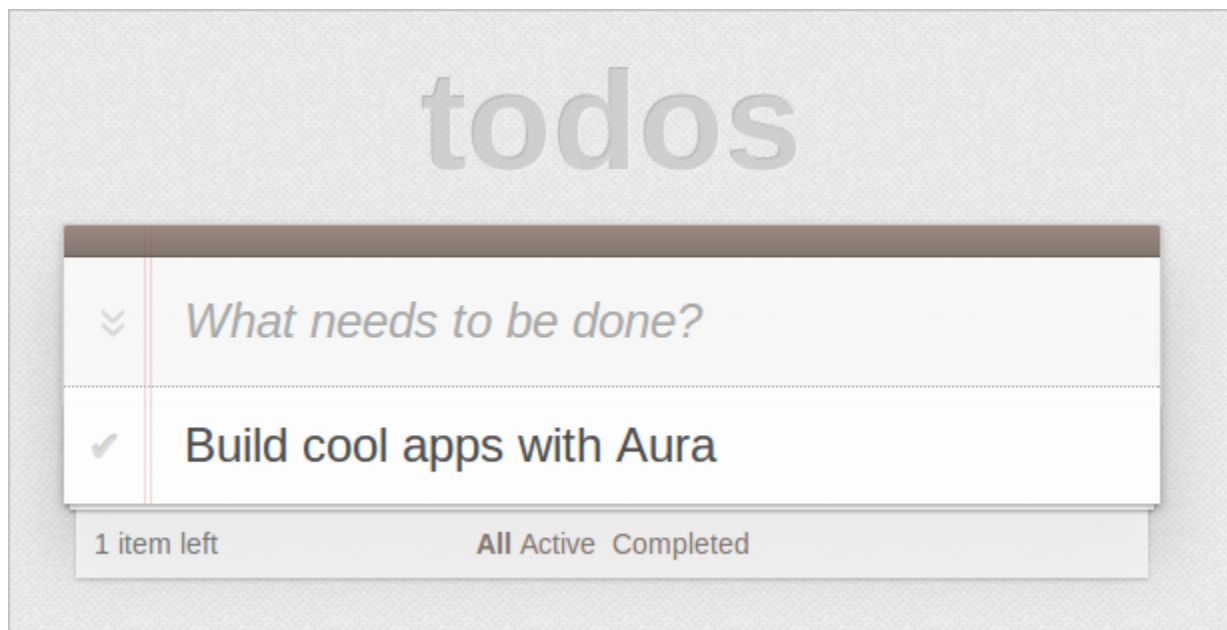 todos
What needs to be done?
Build cool apps with Aura
1 item left All Active Completed